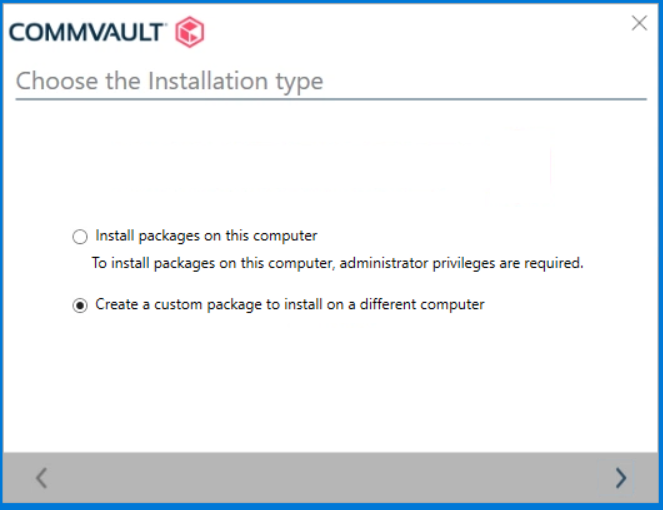 COMMVAULT
Choose the Installation type
Install packages on this computer
To install packages on this computer, administrator privileges are required.
Create a custom package to install on a different computer